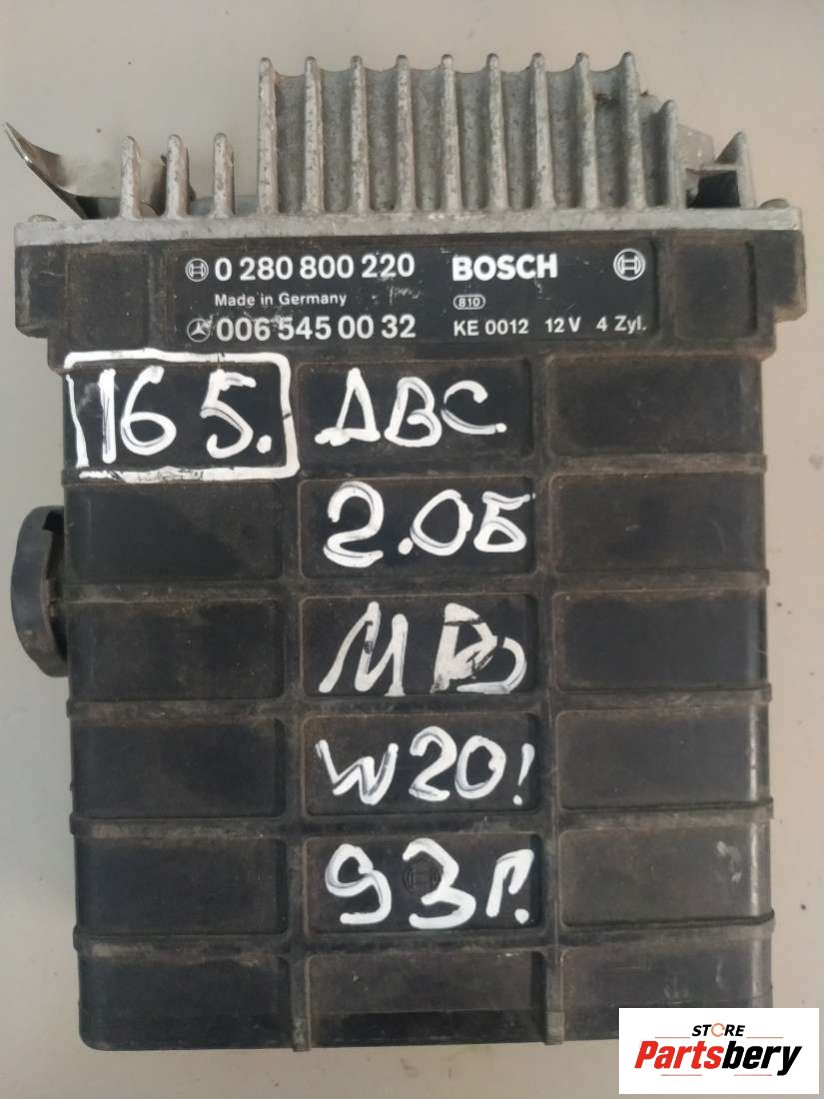 0 280 800 220 BOSCH
Made in Germany 810
006 545 00 32 KE 0012 12 V 4 Zyl.
165. ДВС
2.0Б
МВ
W201
93г.
STORE
Partsbery